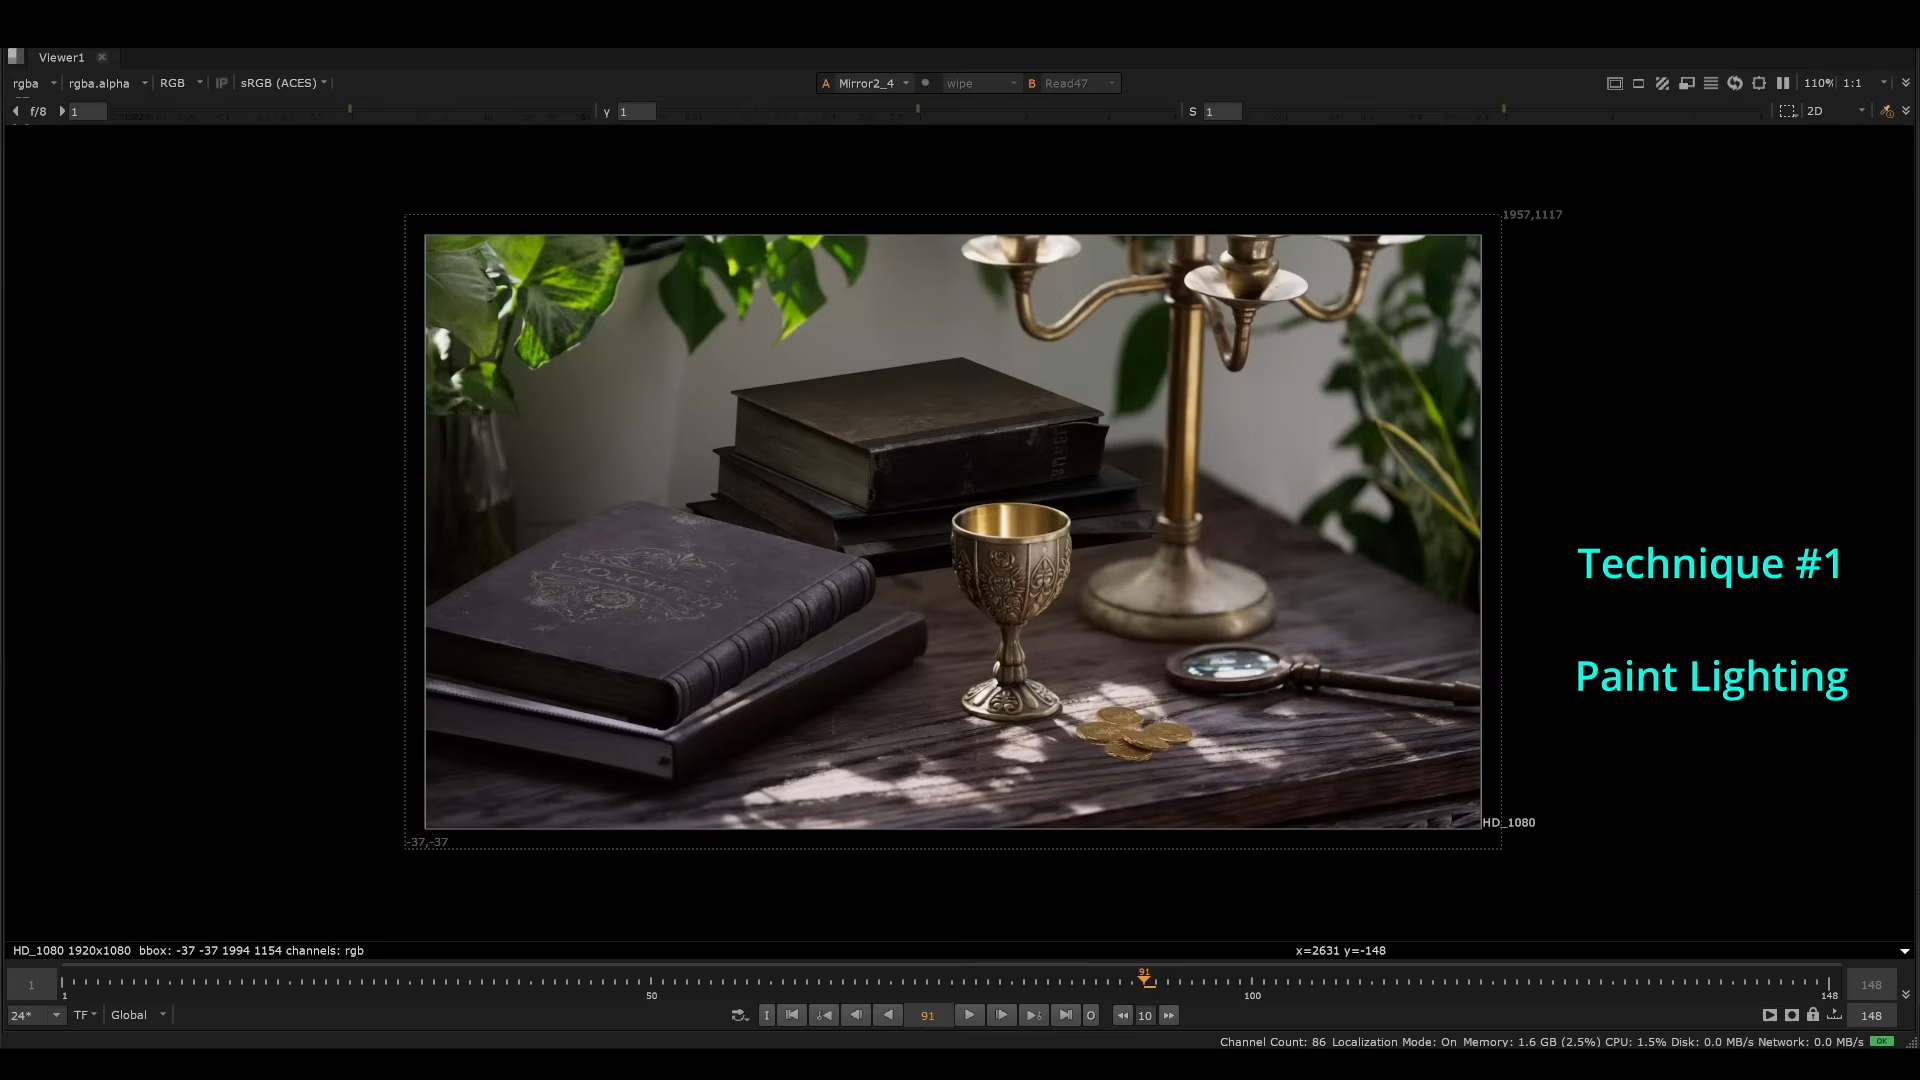 Viewer1
rgba rgba.alpha RGB IP sRGB (ACES) A Mirror2_4 wipe B Read47 110% 1:1
f/8 1 Y 1 S 1 2D
1957,1117
Technique #1
Paint Lighting
HD_1080
-37,-37
HD_1080 1920x1080 bbox: -37 -37 1994 1154 channels: rgb x=2631 y=-148
91
1 148
1 50 100 148
24* TF Global I 91 O 10 148
Channel Count: 86 Localization Mode: On Memory: 1.6 GB (2.5%) CPU: 1.5% Disk: 0.0 MB/s Network: 0.0 MB/s OK